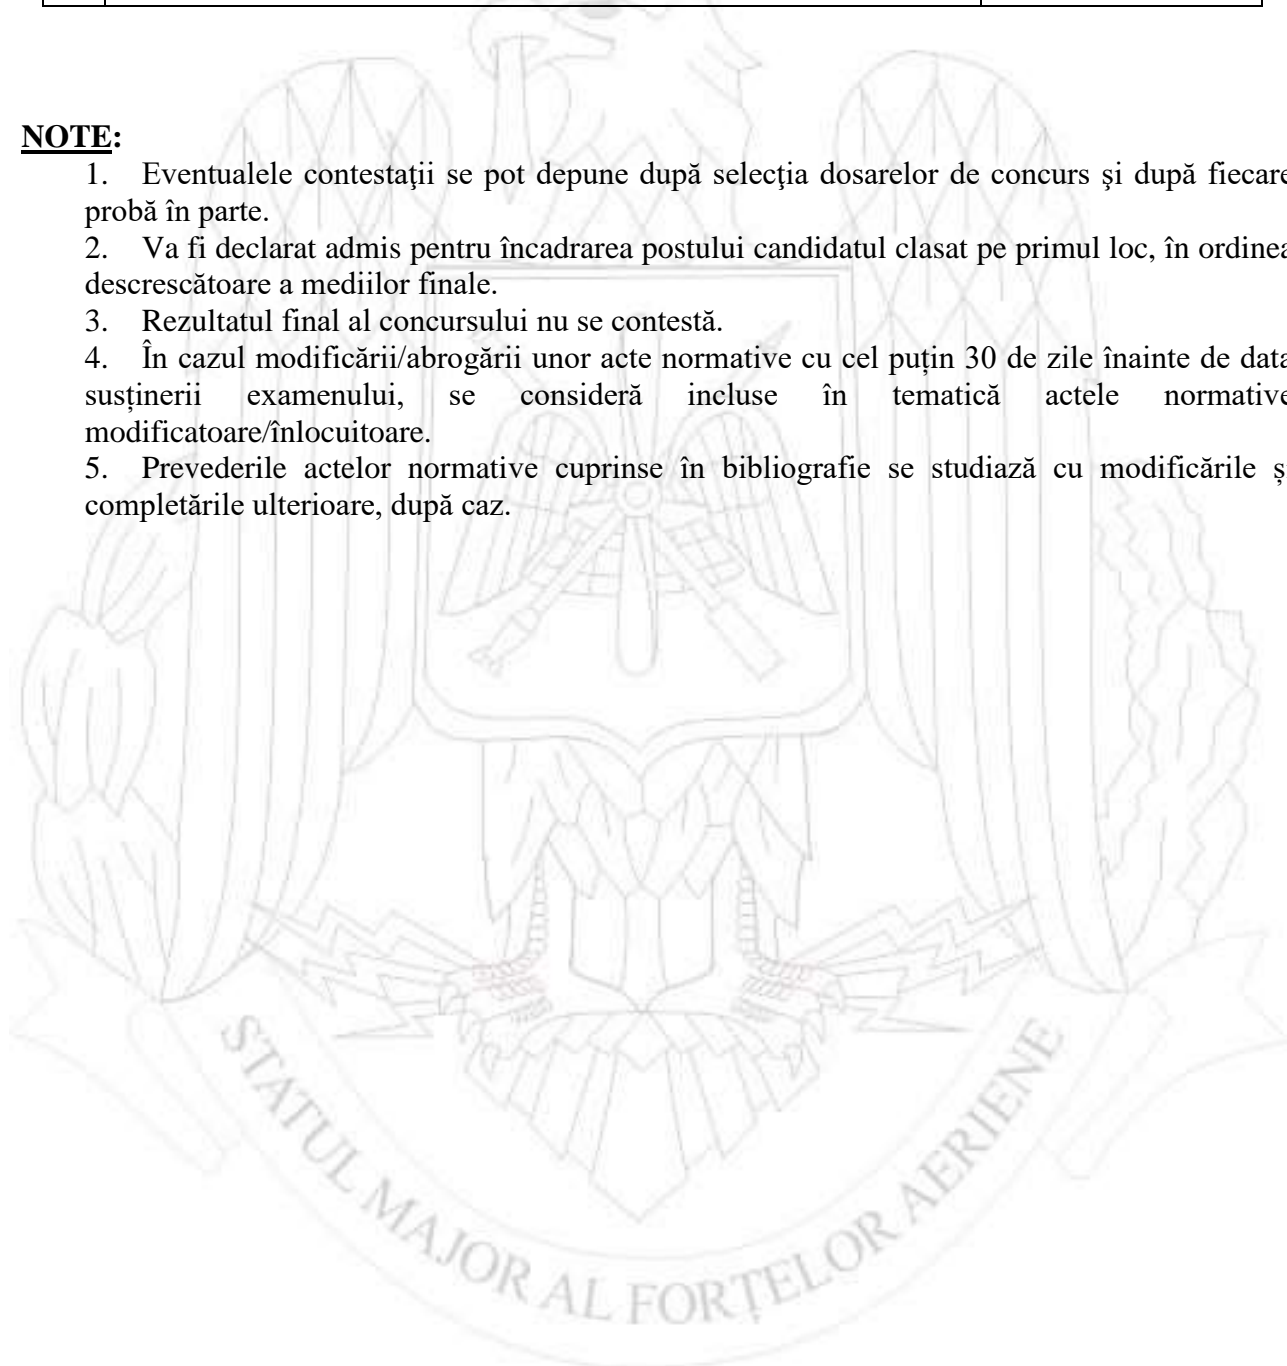 NOTE:
1. Eventualele contestaţii se pot depune după selecţia dosarelor de concurs şi după fiecare
probă în parte.
2. Va fi declarat admis pentru încadrarea postului candidatul clasat pe primul loc, în ordinea
descrescătoare a mediilor finale.
3. Rezultatul final al concursului nu se contestă.
4. În cazul modificării/abrogării unor acte normative cu cel puțin 30 de zile înainte de data
susținerii examenului, se consideră incluse în tematică actele normative
modificatoare/înlocuitoare.
5. Prevederile actelor normative cuprinse în bibliografie se studiază cu modificările ș
completările ulterioare, după caz.
STATUL MAJOR AL FORȚELOR AERIENE